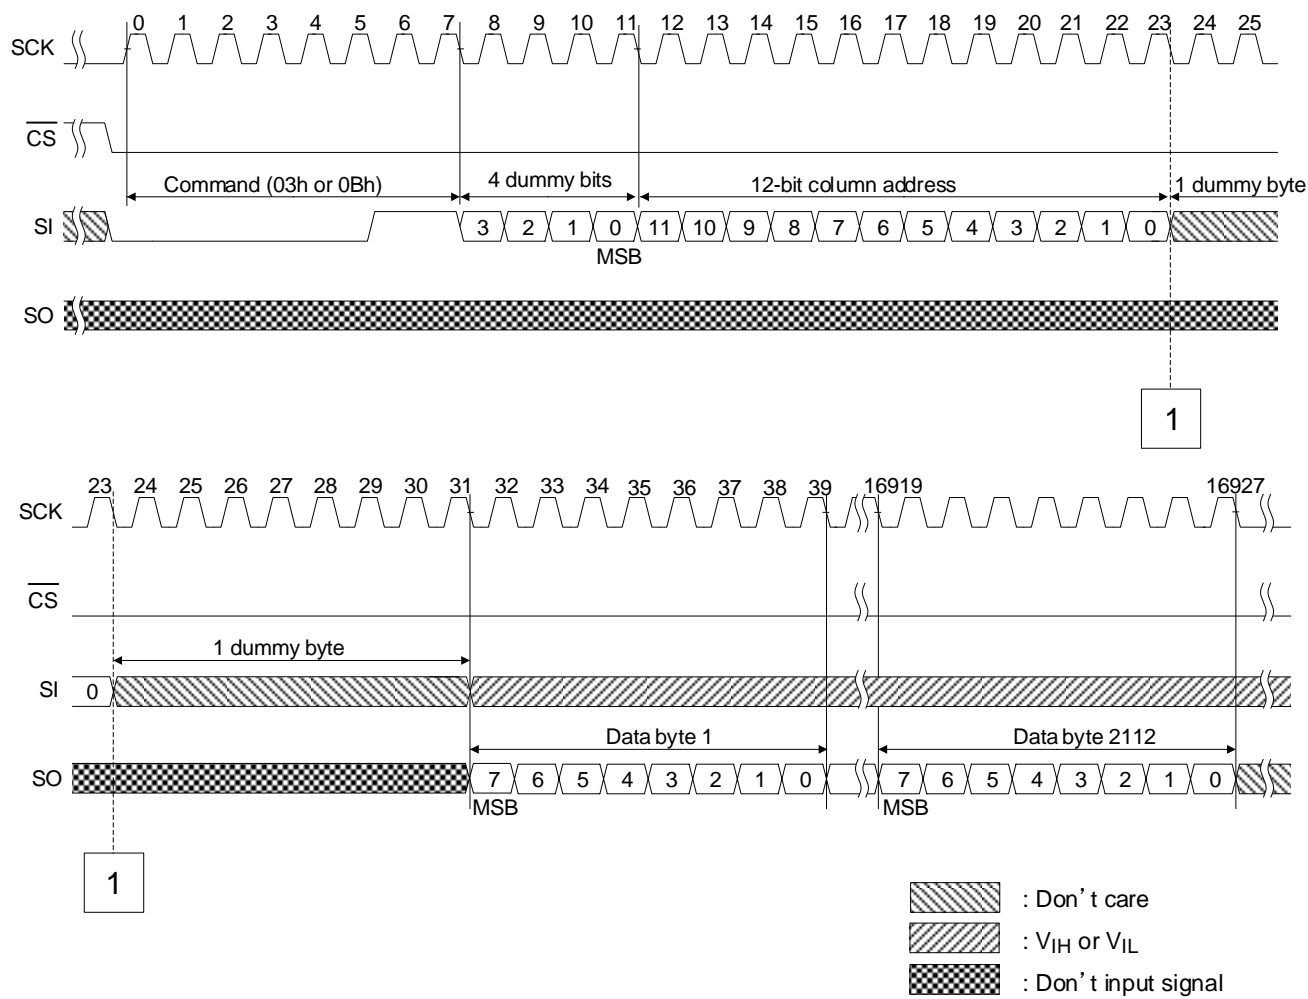 0 1 2 3 4 5 6 7 8 9 10 11 12 13 14 15 16 17 18 19 20 21 22 23 24 25
SCK
CS
Command (03h or 0Bh) 4 dummy bits 12-bit column address 1 dummy byte
SI 3 2 1 0 11 10 9 8 7 6 5 4 3 2 1 0
MSB
SO
1
23 24 25 26 27 28 29 30 31 32 33 34 35 36 37 38 39 16919 16927
SCK
CS
1 dummy byte
SI 0
Data byte 1 Data byte 2112
SO 7 6 5 4 3 2 1 0 7 6 5 4 3 2 1 0
MSB MSB
1
: Don't care
: VIH or VIL
: Don't input signal